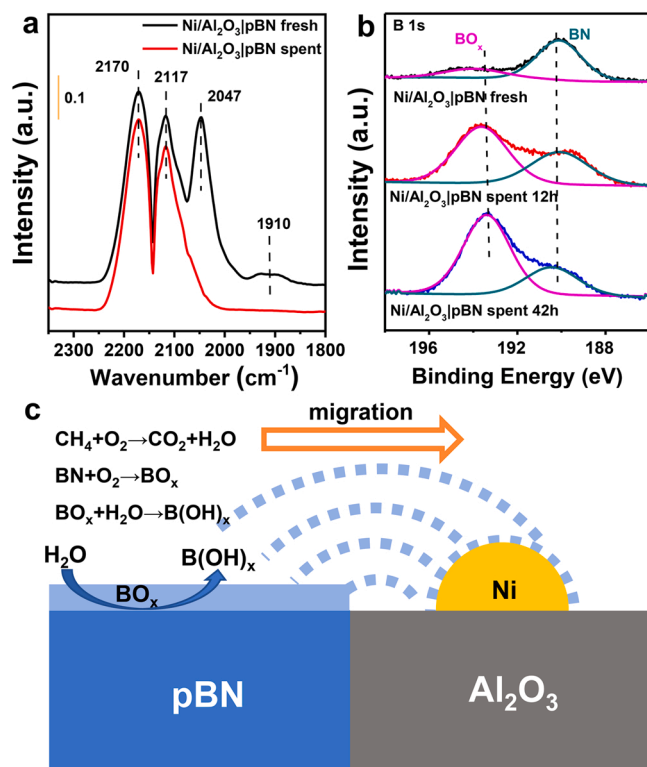 a
Ni/Al₂O₃|pBN fresh
Ni/Al₂O₃|pBN spent
2170
2117
2047
0.1
1910
Intensity (a.u.)
2300 2200 2100 2000 1900 1800
Wavenumber (cm⁻¹)
b
B 1s
BOₓ
BN
Ni/Al₂O₃|pBN fresh
Ni/Al₂O₃|pBN spent 12h
Ni/Al₂O₃|pBN spent 42h
Intensity (a.u.)
196 192 188
Binding Energy (eV)
c
migration
CH₄+O₂→CO₂+H₂O
BN+O₂→BOₓ
BOₓ+H₂O→B(OH)ₓ
H₂O
B(OH)ₓ
BOₓ
Ni
pBN
Al₂O₃